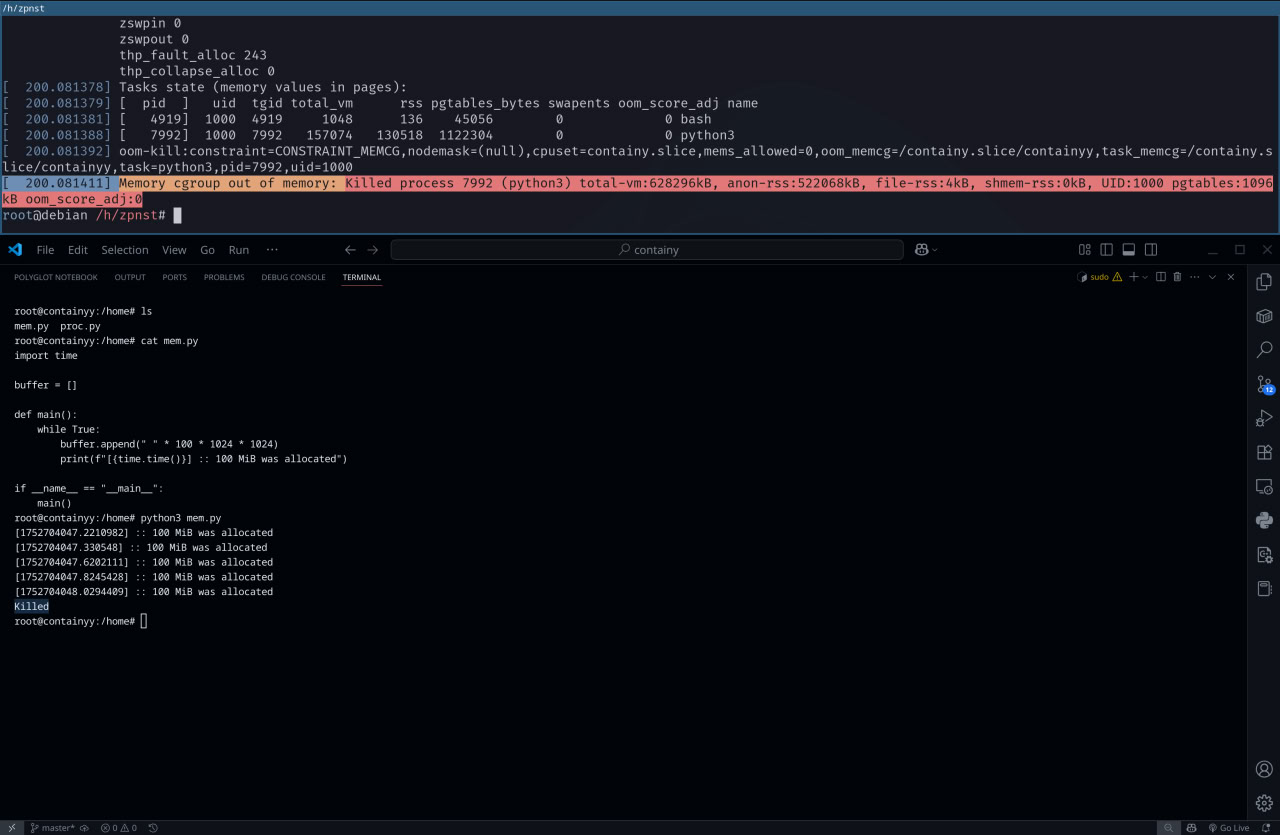 /h/zpnst
zswpin 0
zswpout 0
thp_fault_alloc 243
thp_collapse_alloc 0
[  200.081378] Tasks state (memory values in pages):
[  200.081379] [  pid  ]   uid  tgid total_vm      rss pgtables_bytes swapents oom_score_adj name
[  200.081381] [   4919]  1000  4919     1048      136    45056        0             0 bash
[  200.081388] [   7992]  1000  7992   157074   130518  1122304        0             0 python3
[  200.081392] oom-kill:constraint=CONSTRAINT_MEMCG,nodemask=(null),cpuset=containy.slice,mems_allowed=0,oom_memcg=/containy.slice/containyy,task_memcg=/containy.s
lice/containyy,task=python3,pid=7992,uid=1000
[  200.081411] Memory cgroup out of memory: Killed process 7992 (python3) total-vm:628296kB, anon-rss:522068kB, file-rss:4kB, shmem-rss:0kB, UID:1000 pgtables:1096
kB oom_score_adj:0
root@debian /h/zpnst#
File Edit Selection View Go Run ··· containy
POLYGLOT NOTEBOOK OUTPUT PORTS PROBLEMS DEBUG CONSOLE TERMINAL sudo
root@containyy:/home# ls
mem.py  proc.py
root@containyy:/home# cat mem.py
import time
buffer = []
def main():
    while True:
        buffer.append(" " * 100 * 1024 * 1024)
        print(f"[{time.time()}] :: 100 MiB was allocated")
if __name__ == "__main__":
    main()
root@containyy:/home# python3 mem.py
[1752704047.2210982] :: 100 MiB was allocated
[1752704047.330548] :: 100 MiB was allocated
[1752704047.6202111] :: 100 MiB was allocated
[1752704047.8245428] :: 100 MiB was allocated
[1752704048.0294409] :: 100 MiB was allocated
Killed
root@containyy:/home#
12
master* 0 0 Go Live